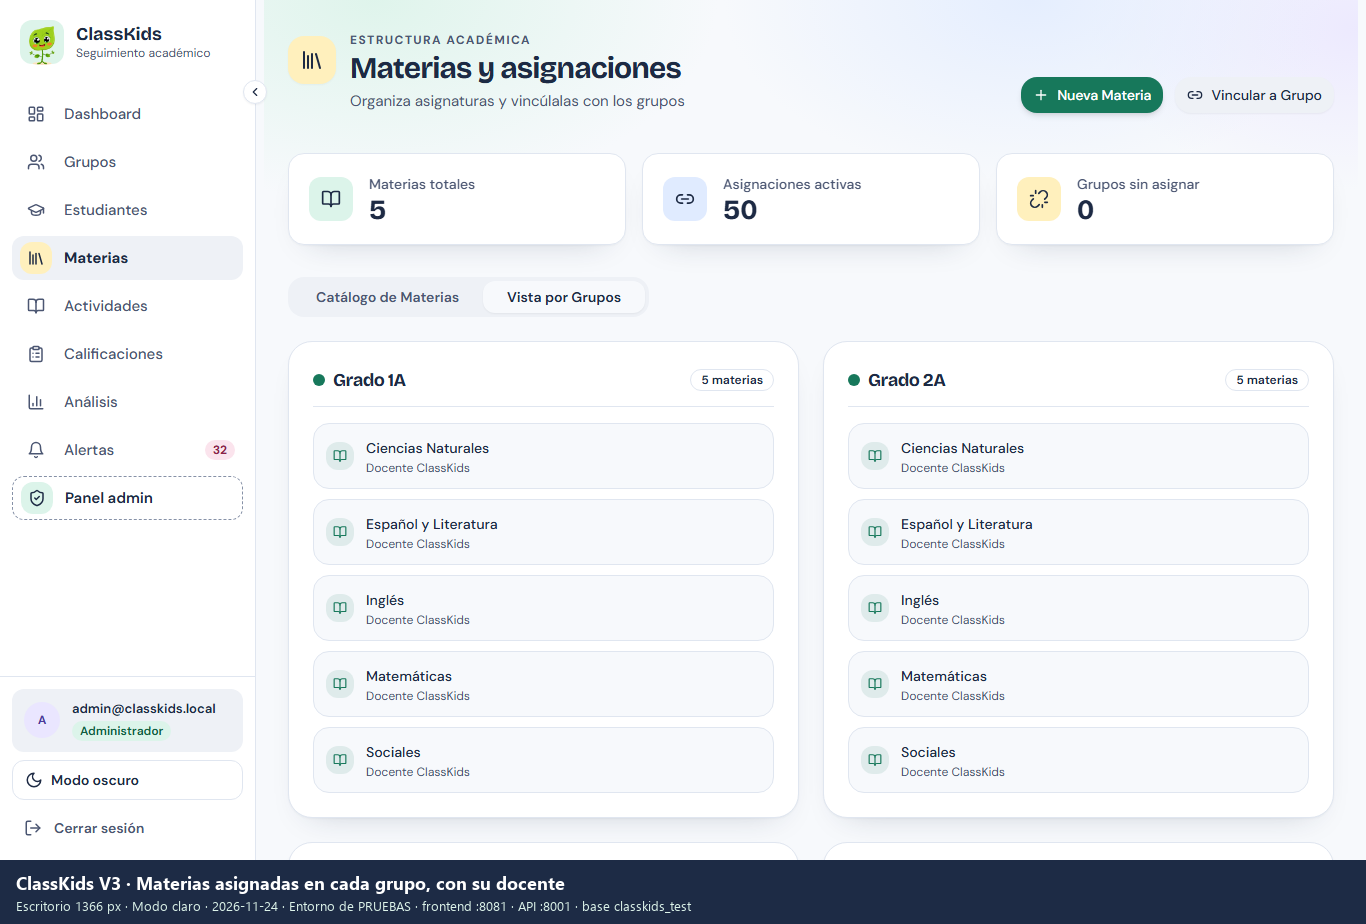 ClassKids
Seguimiento académico
Dashboard
Grupos
Estudiantes
Materias
Actividades
Calificaciones
Análisis
Alertas 32
Panel admin
A
admin@classkids.local
Administrador
Modo oscuro
Cerrar sesión
ESTRUCTURA ACADÉMICA
Materias y asignaciones
Organiza asignaturas y vincúlalas con los grupos
+ Nueva Materia
Vincular a Grupo
Materias totales
5
Asignaciones activas
50
Grupos sin asignar
0
Catálogo de Materias
Vista por Grupos
Grado 1A
5 materias
Ciencias Naturales
Docente ClassKids
Español y Literatura
Docente ClassKids
Inglés
Docente ClassKids
Matemáticas
Docente ClassKids
Sociales
Docente ClassKids
Grado 2A
5 materias
Ciencias Naturales
Docente ClassKids
Español y Literatura
Docente ClassKids
Inglés
Docente ClassKids
Matemáticas
Docente ClassKids
Sociales
Docente ClassKids
ClassKids V3 · Materias asignadas en cada grupo, con su docente
Escritorio 1366 px · Modo claro · 2026-11-24 · Entorno de PRUEBAS · frontend :8081 · API :8001 · base classkids_test